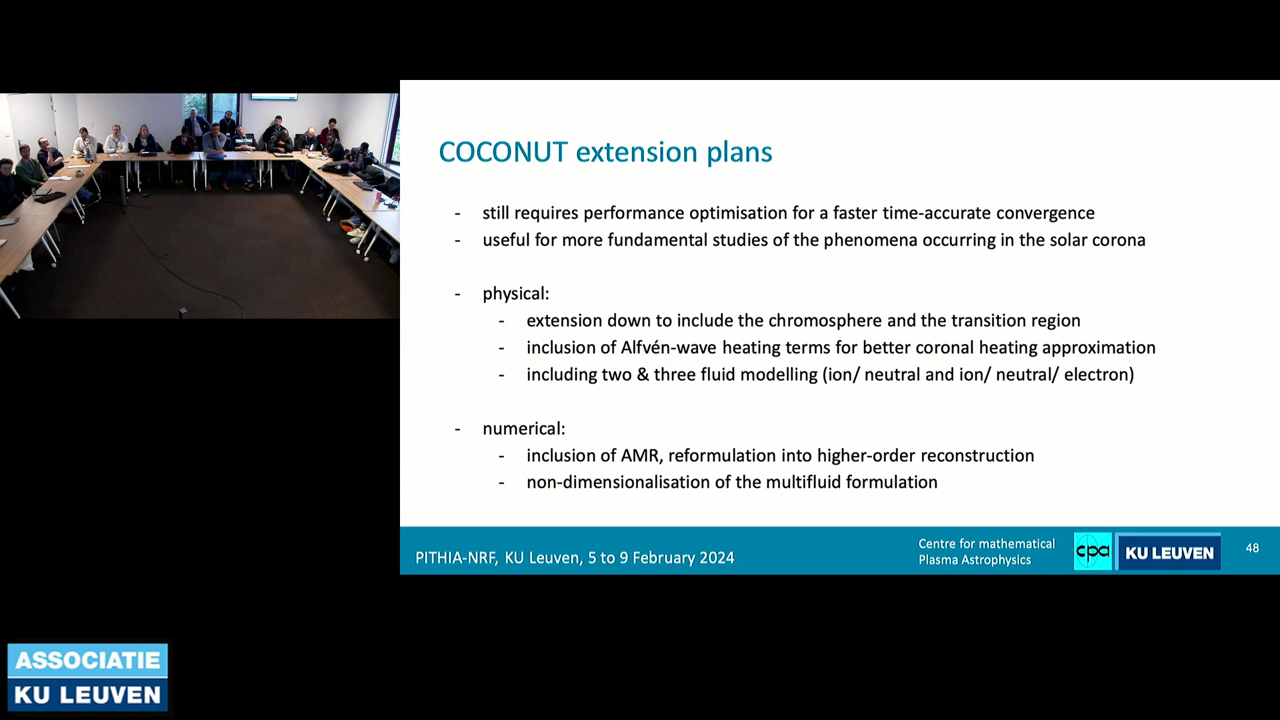 COCONUT extension plans
- still requires performance optimisation for a faster time-accurate convergence
- useful for more fundamental studies of the phenomena occurring in the solar corona
- physical:
- extension down to include the chromosphere and the transition region
- inclusion of Alfvén-wave heating terms for better coronal heating approximation
- including two & three fluid modelling (ion/ neutral and ion/ neutral/ electron)
- numerical:
- inclusion of AMR, reformulation into higher-order reconstruction
- non-dimensionalisation of the multifluid formulation
PITHIA-NRF, KU Leuven, 5 to 9 February 2024
Centre for mathematical
Plasma Astrophysics
cpa
KU LEUVEN
48
ASSOCIATIE
KU LEUVEN